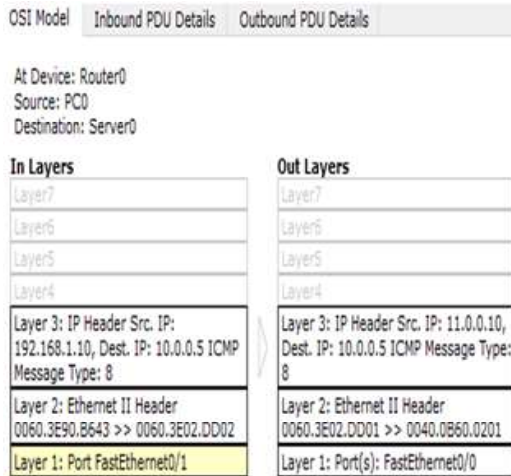 OSI Model   Inbound PDU Details   Outbound PDU Details
At Device: Router0
Source: PC0
Destination: Server0
In Layers
Layer7
Layer6
Layer5
Layer4
Layer 3: IP Header Src. IP:
192.168.1.10, Dest. IP: 10.0.0.5 ICMP
Message Type: 8
Layer 2: Ethernet II Header
0060.3E90.B643 >> 0060.3E02.DD02
Layer 1: Port FastEthernet0/1
Out Layers
Layer7
Layer6
Layer5
Layer4
Layer 3: IP Header Src. IP: 11.0.0.10,
Dest. IP: 10.0.0.5 ICMP Message Type:
8
Layer 2: Ethernet II Header
0060.3E02.DD01 >> 0040.0B60.0201
Layer 1: Port(s): FastEthernet0/0